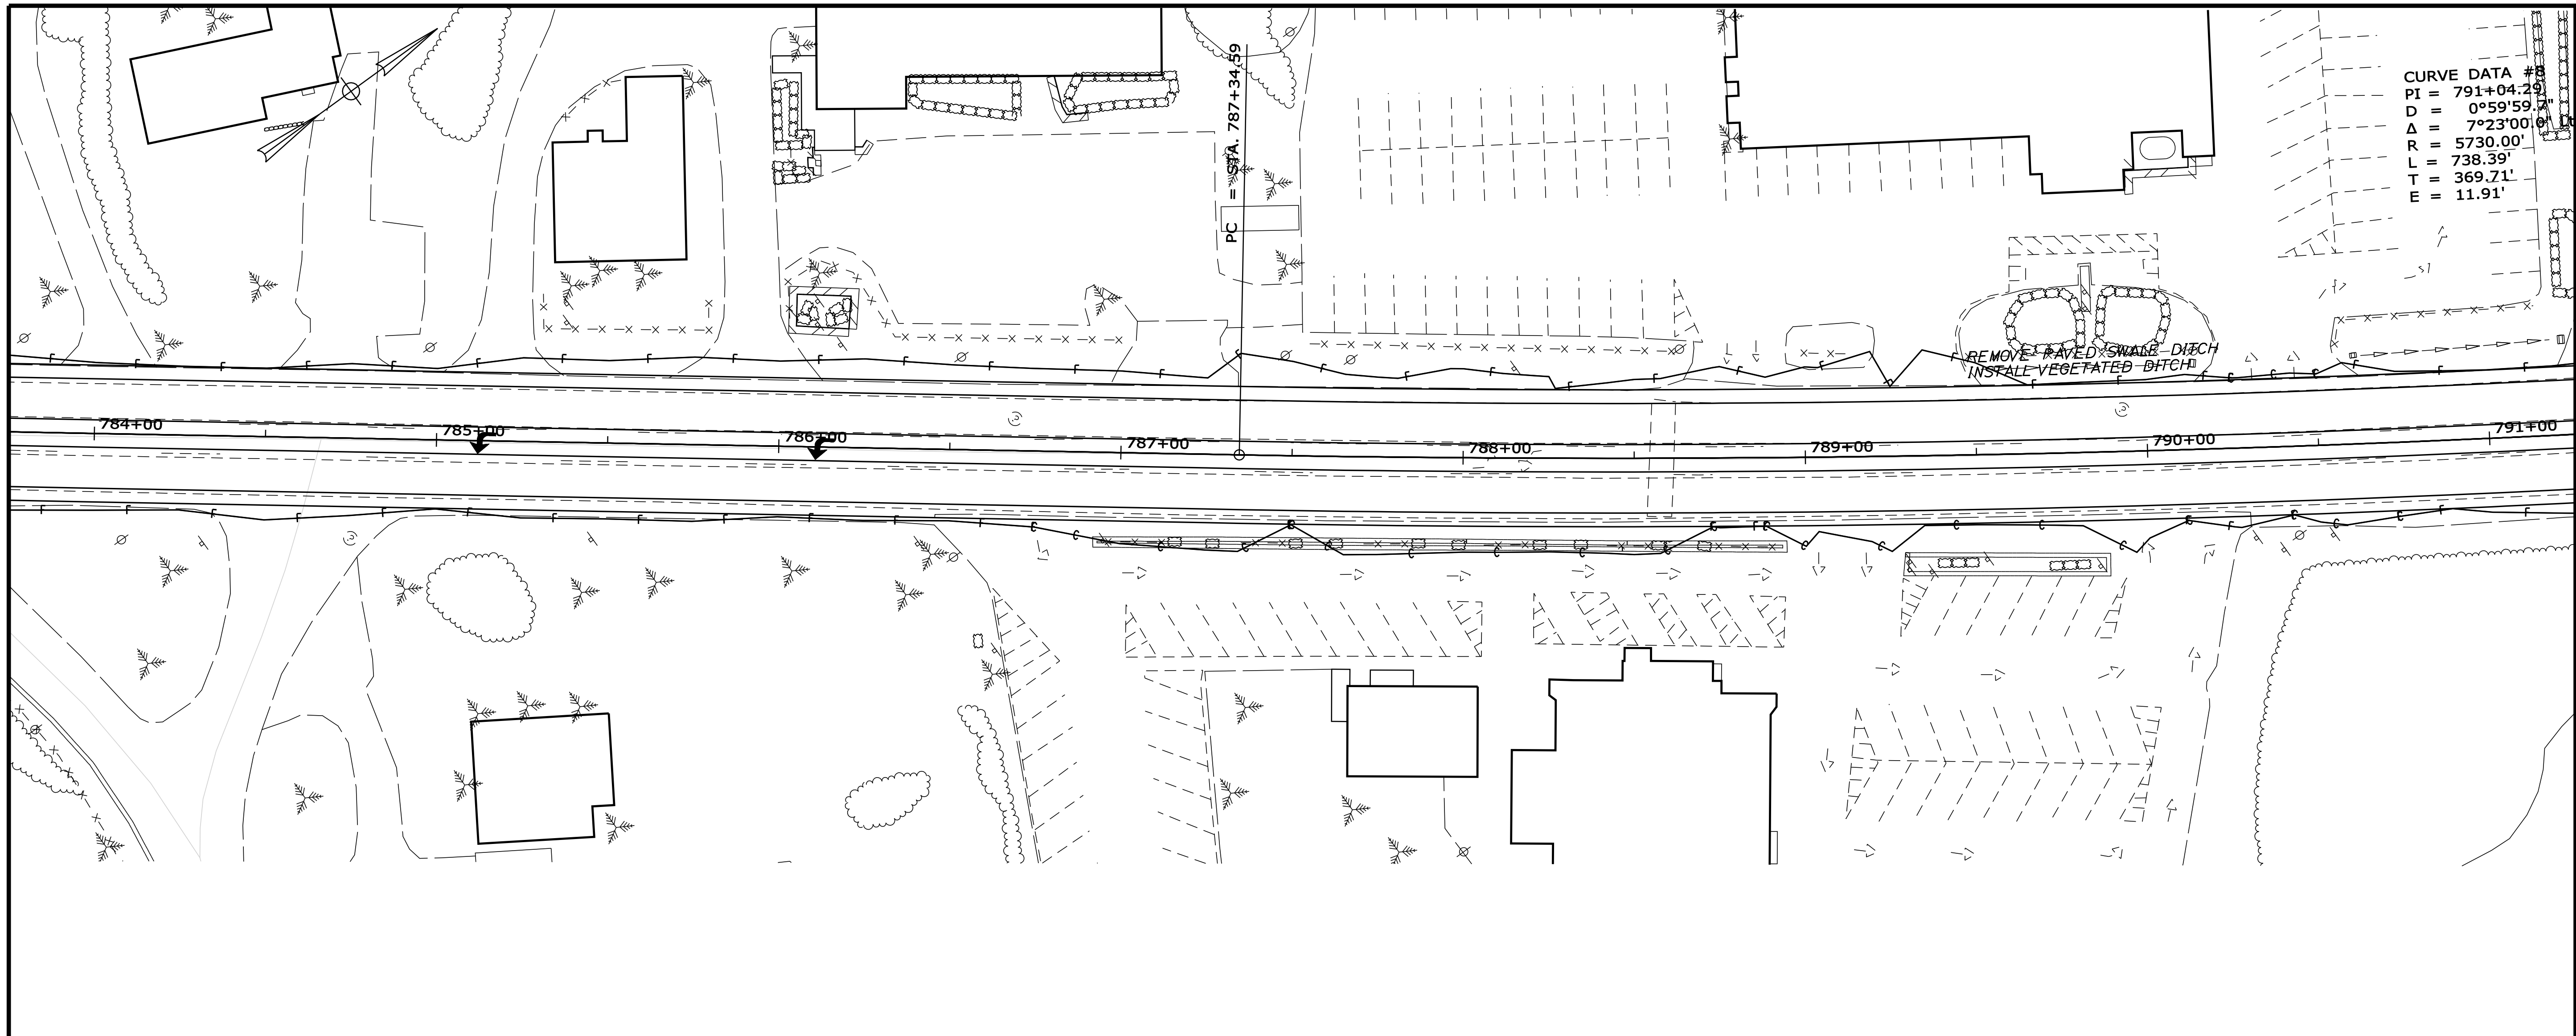 PC = STA. 787+34.59
CURVE DATA #8
PI = 791+04.29
D = 0°59'59.7"
Δ = 7°23'00.0" Lt
R = 5730.00'
L = 738.39'
T = 369.71'
E = 11.91'
REMOVE PAVED SWALE DITCH
INSTALL VEGETATED DITCH
784+00
785+00
786+00
787+00
788+00
789+00
790+00
791+00